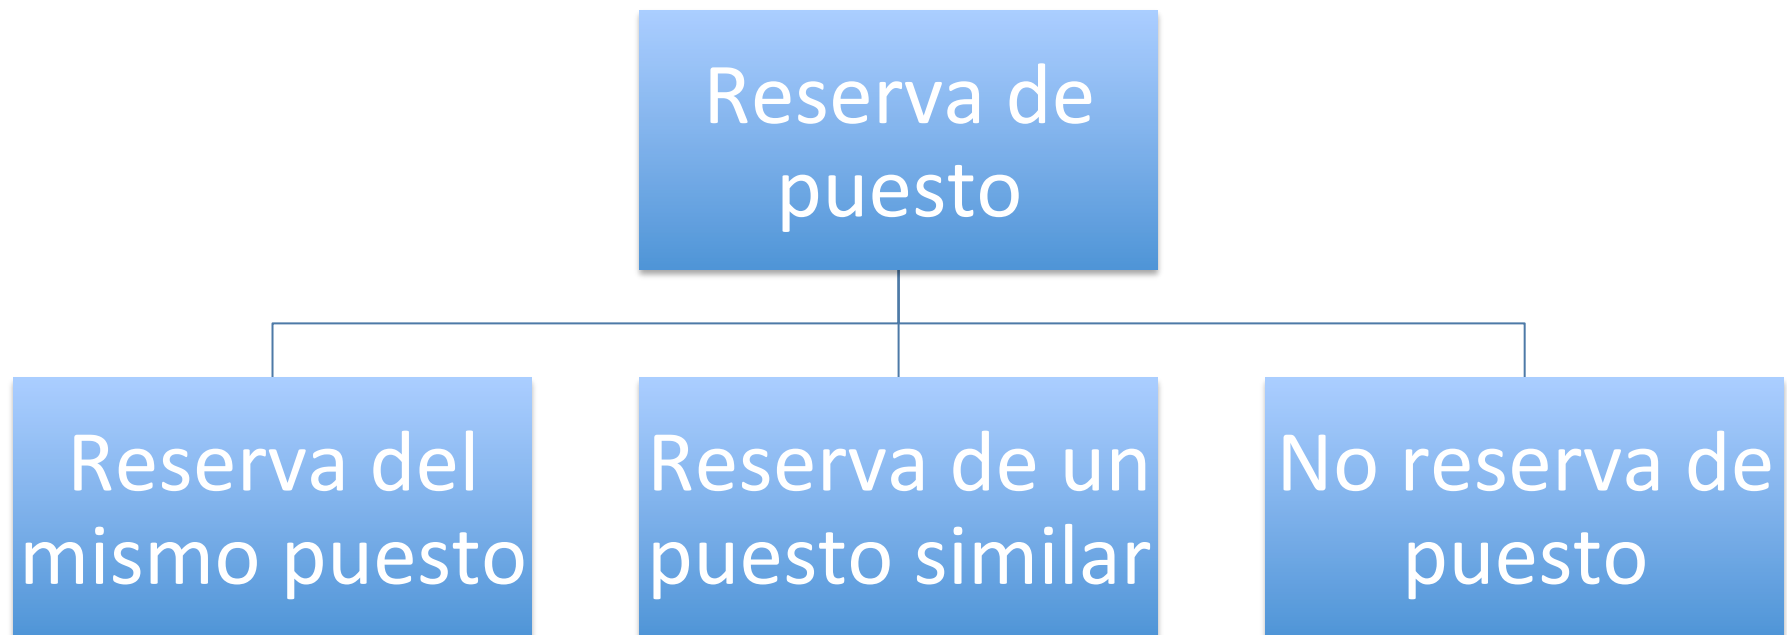 Reserva de
puesto
Reserva del
mismo puesto
Reserva de un
puesto similar
No reserva de
puesto